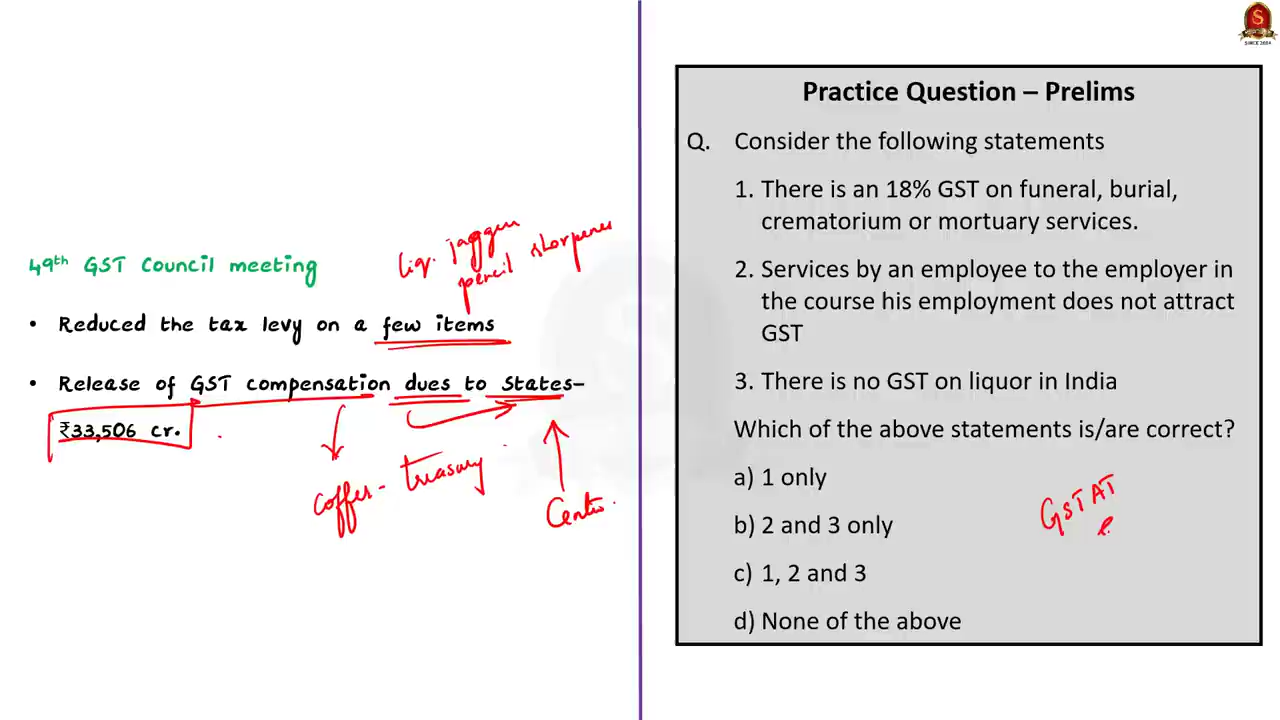 49th GST Council meeting
liq. jaggery
pencil sharpener
• Reduced the tax levy on a few items
• Release of GST compensation dues to states-
₹33,506 cr.
coffer - treasury
Centre
S
SINCE 2004
Practice Question – Prelims
Q. Consider the following statements
1. There is an 18% GST on funeral, burial,
crematorium or mortuary services.
2. Services by an employee to the employer in
the course his employment does not attract
GST
3. There is no GST on liquor in India
Which of the above statements is/are correct?
a) 1 only
b) 2 and 3 only
c) 1, 2 and 3
d) None of the above
GSTAT